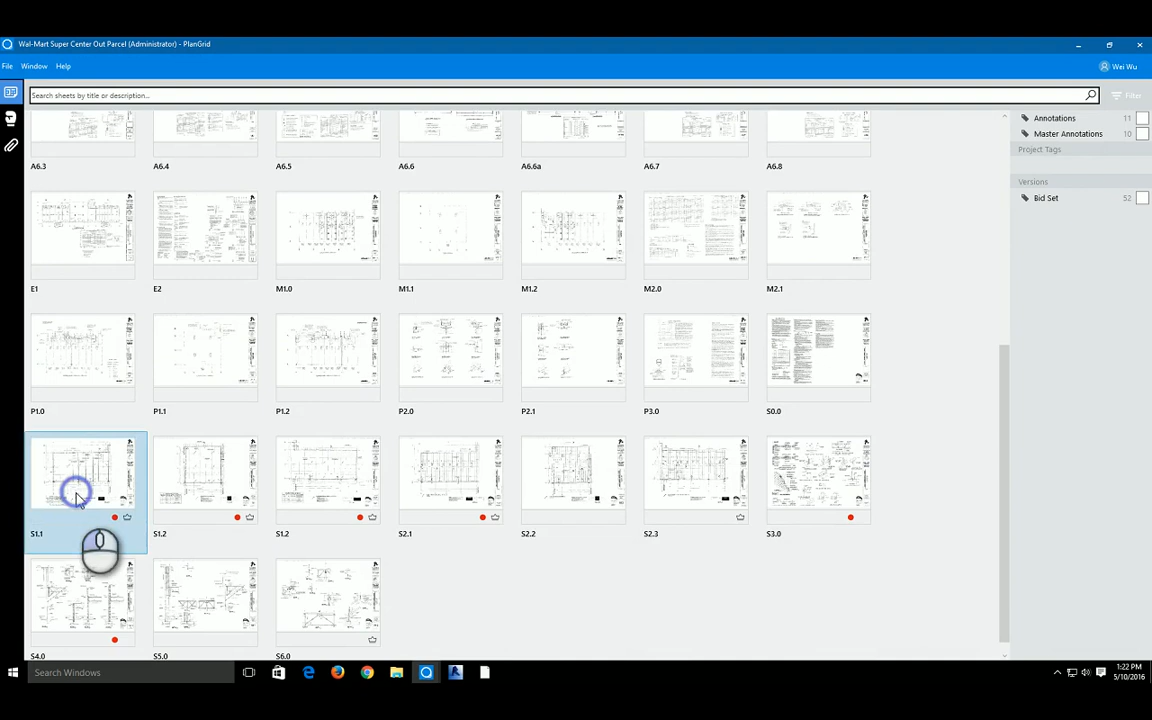 Wal-Mart Super Center Out Parcel (Administrator) - PlanGrid
File Window Help
Wei Wu
Search sheets by title or description...
Filter
Annotations 11
Master Annotations 10
Project Tags
Versions
Bid Set 52
A6.3 A6.4 A6.5 A6.6 A6.6a A6.7 A6.8
E1 E2 M1.0 M1.1 M1.2 M2.0 M2.1
P1.0 P1.1 P1.2 P2.0 P2.1 P3.0 S0.0
S1.1 S1.2 S1.2 S2.1 S2.2 S2.3 S3.0
S4.0 S5.0 S6.0
Search Windows
1:22 PM
5/10/2016